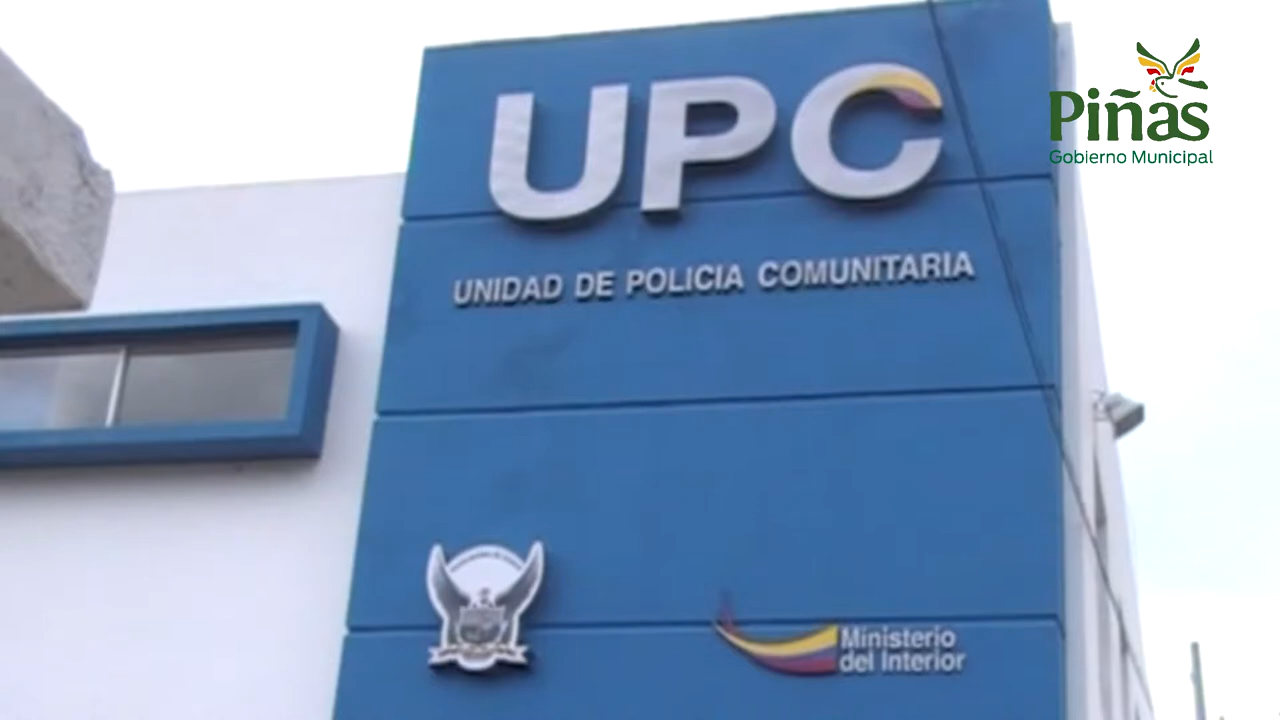 UPC
UNIDAD DE POLICIA COMUNITARIA
Ministerio
del Interior
Piñas
Gobierno Municipal